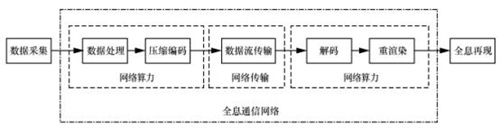 数据采集
数据处理
压缩编码
数据流传输
解码
重渲染
全息再现
网络算力
网络传输
网络算力
全息通信网络